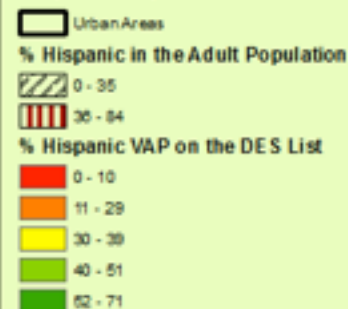 Urban Areas
% Hispanic in the Adult Population
0 - 35
36 - 84
% Hispanic VAP on the DES List
0 - 10
11 - 29
30 - 39
40 - 51
52 - 71